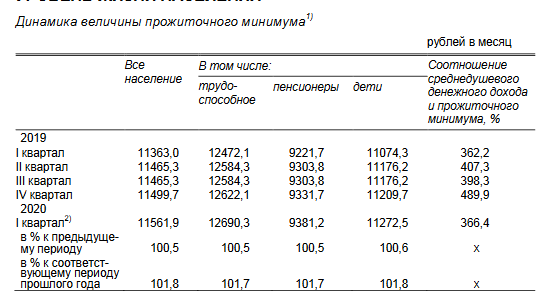 Динамика величины прожиточного минимума1)
рублей в месяц
Все население В том числе: Соотношение среднедушевого денежного дохода и прожиточного минимума, %
трудо-способное пенсионеры дети
2019
I квартал 11363,0 12472,1 9221,7 11074,3 362,2
II квартал 11465,3 12584,3 9303,8 11176,2 407,3
III квартал 11465,3 12584,3 9303,8 11176,2 398,3
IV квартал 11499,7 12622,1 9331,7 11209,7 489,9
2020
I квартал2) 11561,9 12690,3 9381,2 11272,5 366,4
в % к предыдуще-
му периоду 100,5 100,5 100,5 100,6 х
в % к соответст-
вующему периоду
прошлого года 101,8 101,7 101,7 101,8 х